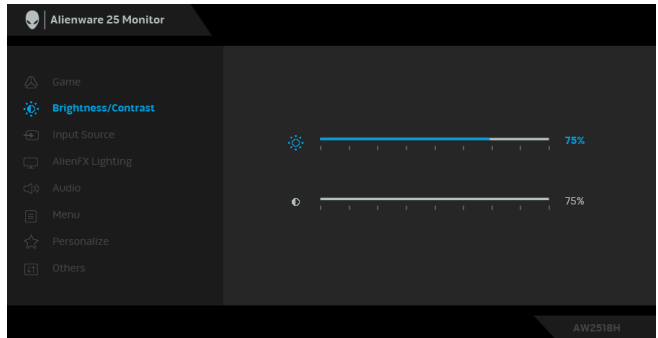 Alienware 25 Monitor
Game
Brightness/Contrast
Input Source
AlienFX Lighting
Audio
Menu
Personalize
Others
75%
75%
AW2518H